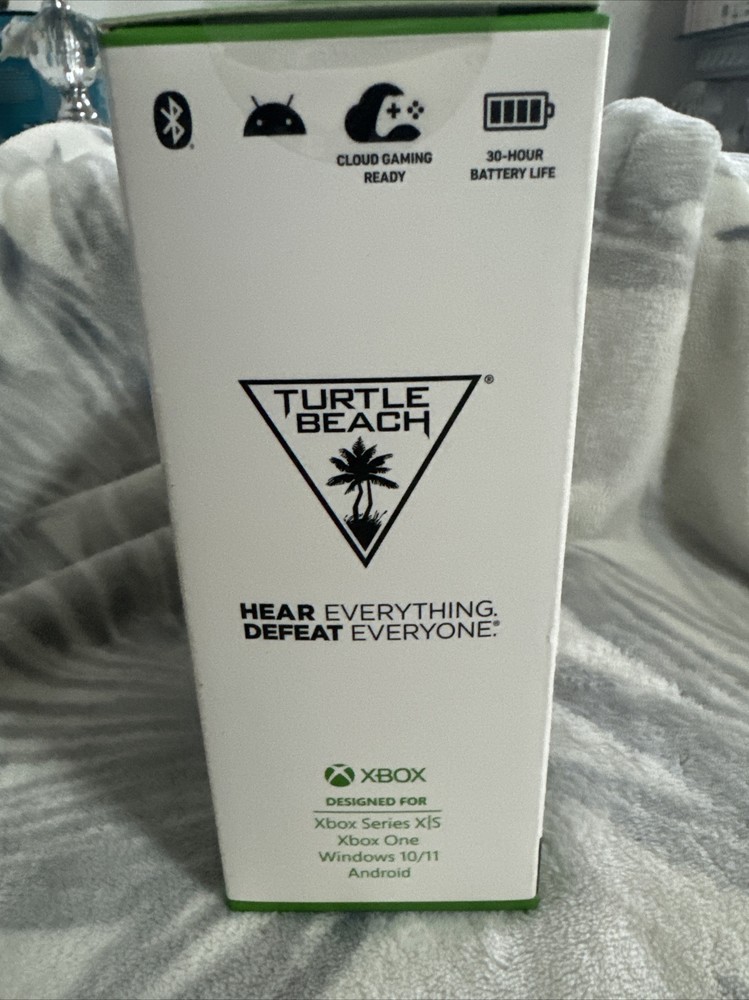 CLOUD GAMING
READY
30-HOUR
BATTERY LIFE
TURTLE
BEACH®
HEAR EVERYTHING.
DEFEAT EVERYONE.®
XBOX
DESIGNED FOR
Xbox Series X|S
Xbox One
Windows 10/11
Android